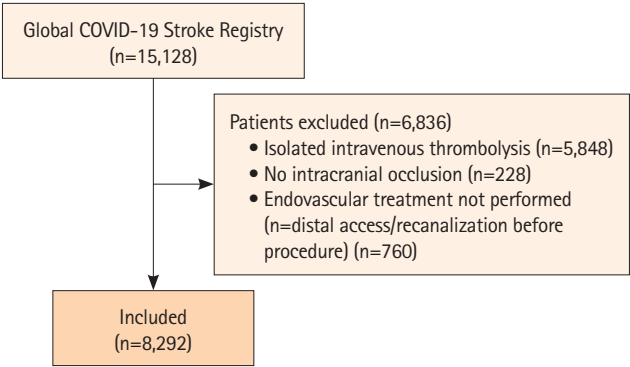 Global COVID-19 Stroke Registry
(n=15,128)
Patients excluded (n=6,836)
• Isolated intravenous thrombolysis (n=5,848)
• No intracranial occlusion (n=228)
• Endovascular treatment not performed
(n=distal access/recanalization before
procedure) (n=760)
Included
(n=8,292)